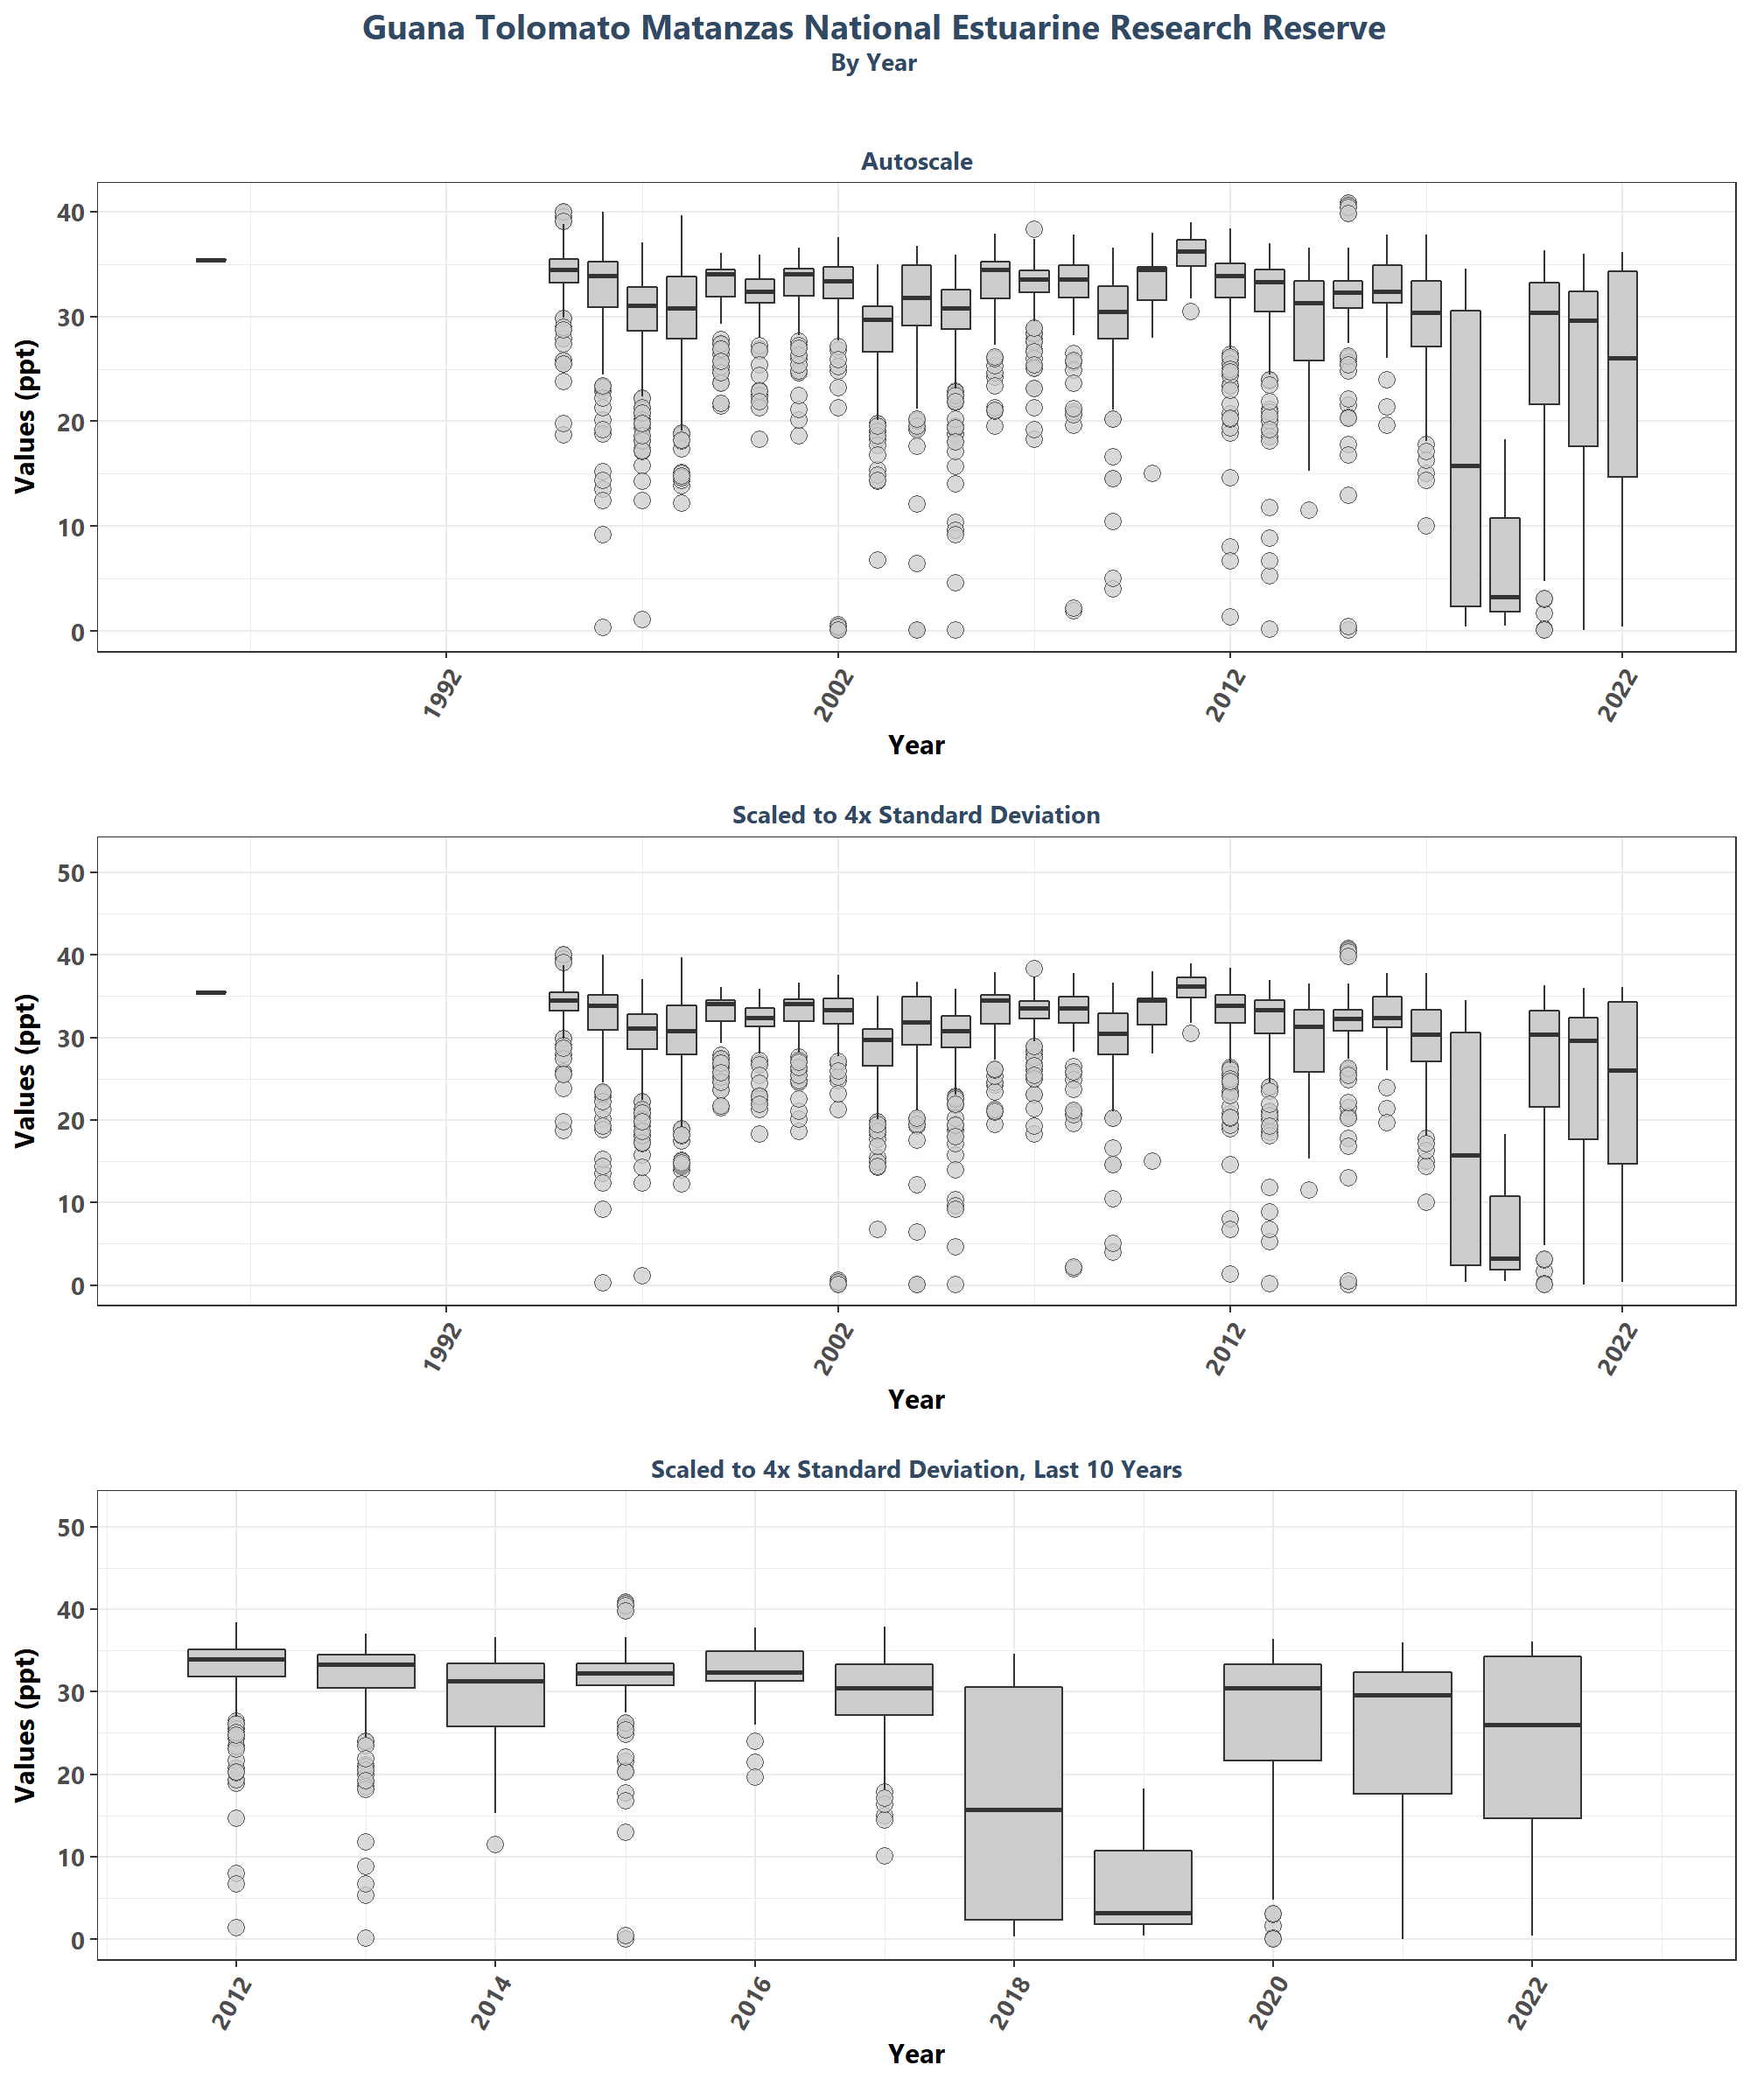 Guana Tolomato Matanzas National Estuarine Research Reserve
By Year
Autoscale
Values (ppt)
40
30
20
10
0
1992
2002
2012
2022
Year
Scaled to 4x Standard Deviation
Values (ppt)
50
40
30
20
10
0
1992
2002
2012
2022
Year
Scaled to 4x Standard Deviation, Last 10 Years
Values (ppt)
50
40
30
20
10
0
2012
2014
2016
2018
2020
2022
Year